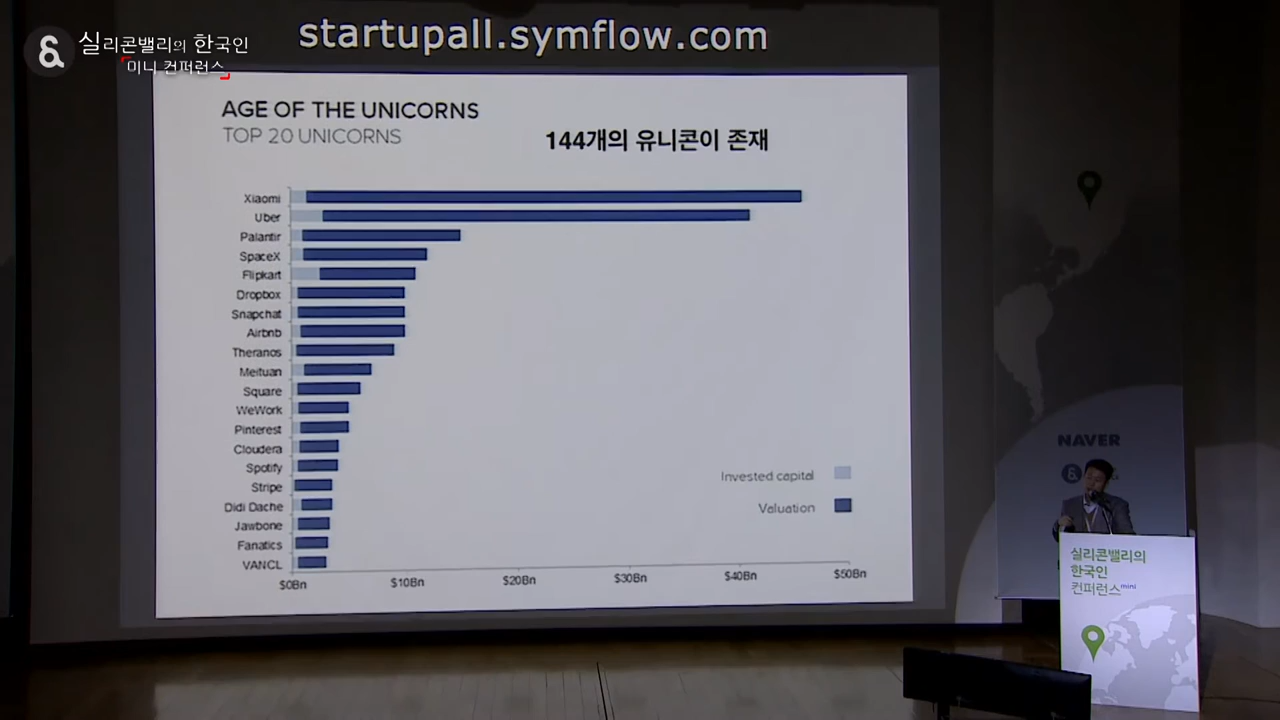 startupall.symflow.com
실리콘밸리의 한국인
미니 컨퍼런스
AGE OF THE UNICORNS
TOP 20 UNICORNS
144개의 유니콘이 존재
Xiaomi
Uber
Palantir
SpaceX
Flipkart
Dropbox
Snapchat
Airbnb
Theranos
Meituan
Square
WeWork
Pinterest
Cloudera
Spotify
Stripe
Didi Dache
Jawbone
Fanatics
VANCL
Invested capital
Valuation
$0Bn $10Bn $20Bn $30Bn $40Bn $50Bn
NAVER
실리콘밸리의
한국인
컨퍼런스mini